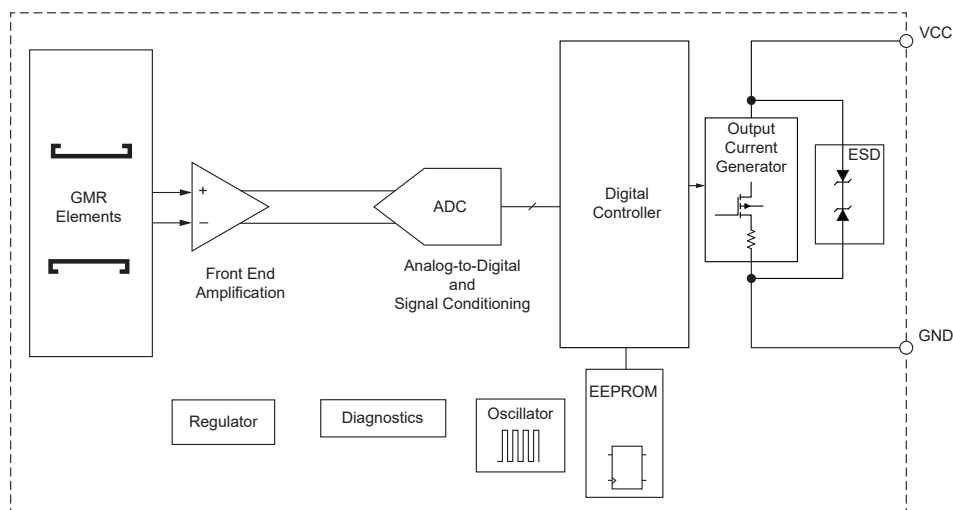 VCC
GMR
Elements
+
−
Front End
Amplification
ADC
Analog-to-Digital
and
Signal Conditioning
Digital
Controller
Output
Current
Generator
ESD
GND
Regulator
Diagnostics
Oscillator
EEPROM